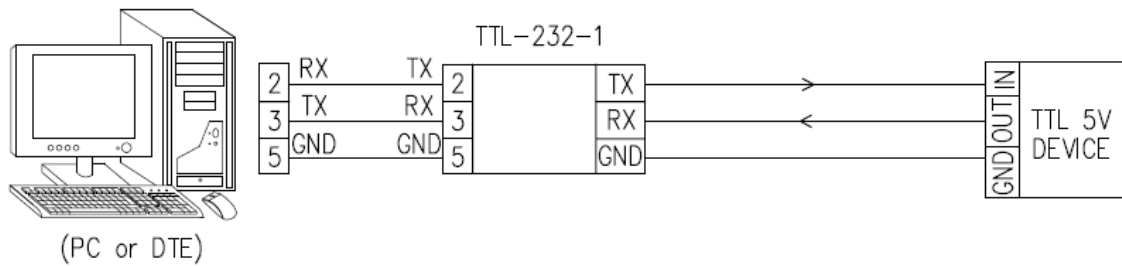 TTL-232-1
2 RX TX 2 TX IN
3 TX RX 3 RX OUT
5 GND GND 5 GND GND
TTL 5V
DEVICE
(PC or DTE)